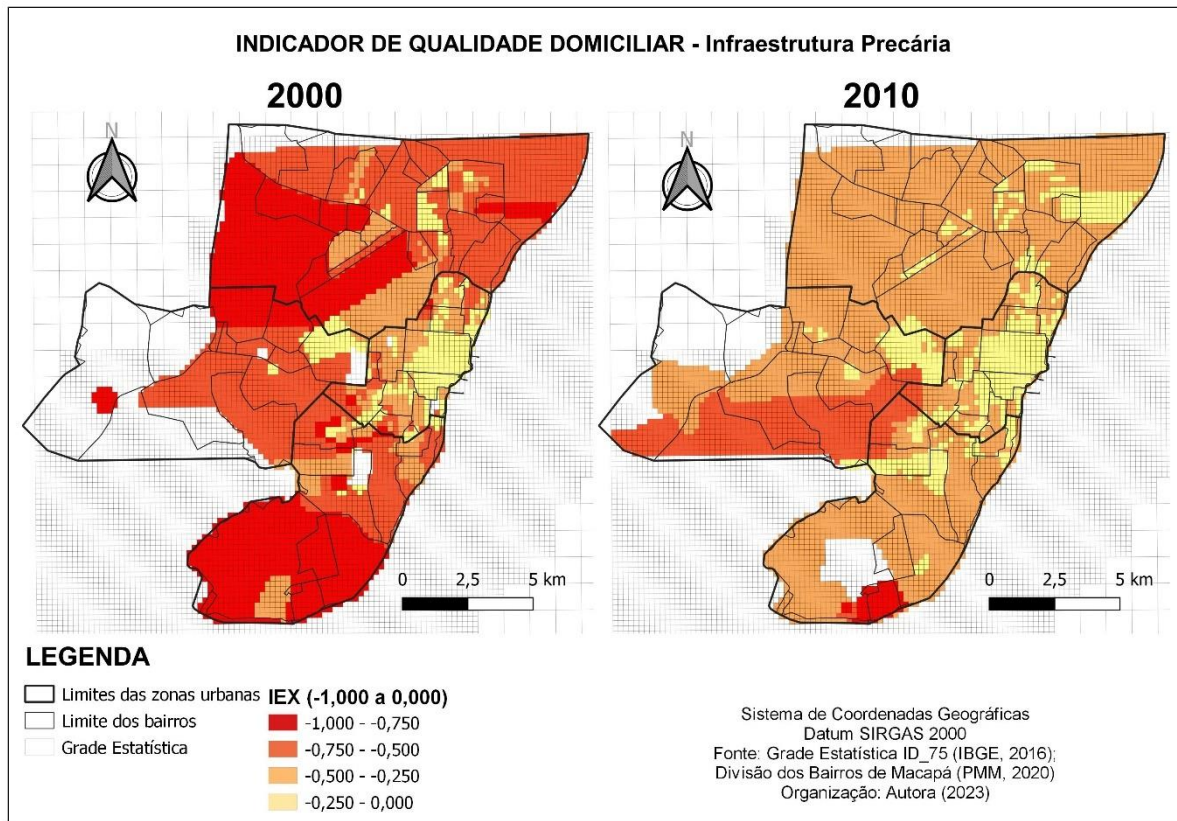 INDICADOR DE QUALIDADE DOMICILIAR - Infraestrutura Precária
2000
2010
N
N
0 2,5 5 km
0 2,5 5 km
LEGENDA
Limites das zonas urbanas
Limite dos bairros
Grade Estatística
IEX (-1,000 a 0,000)
-1,000 - -0,750
-0,750 - -0,500
-0,500 - -0,250
-0,250 - 0,000
Sistema de Coordenadas Geográficas
Datum SIRGAS 2000
Fonte: Grade Estatística ID_75 (IBGE, 2016);
Divisão dos Bairros de Macapá (PMM, 2020)
Organização: Autora (2023)